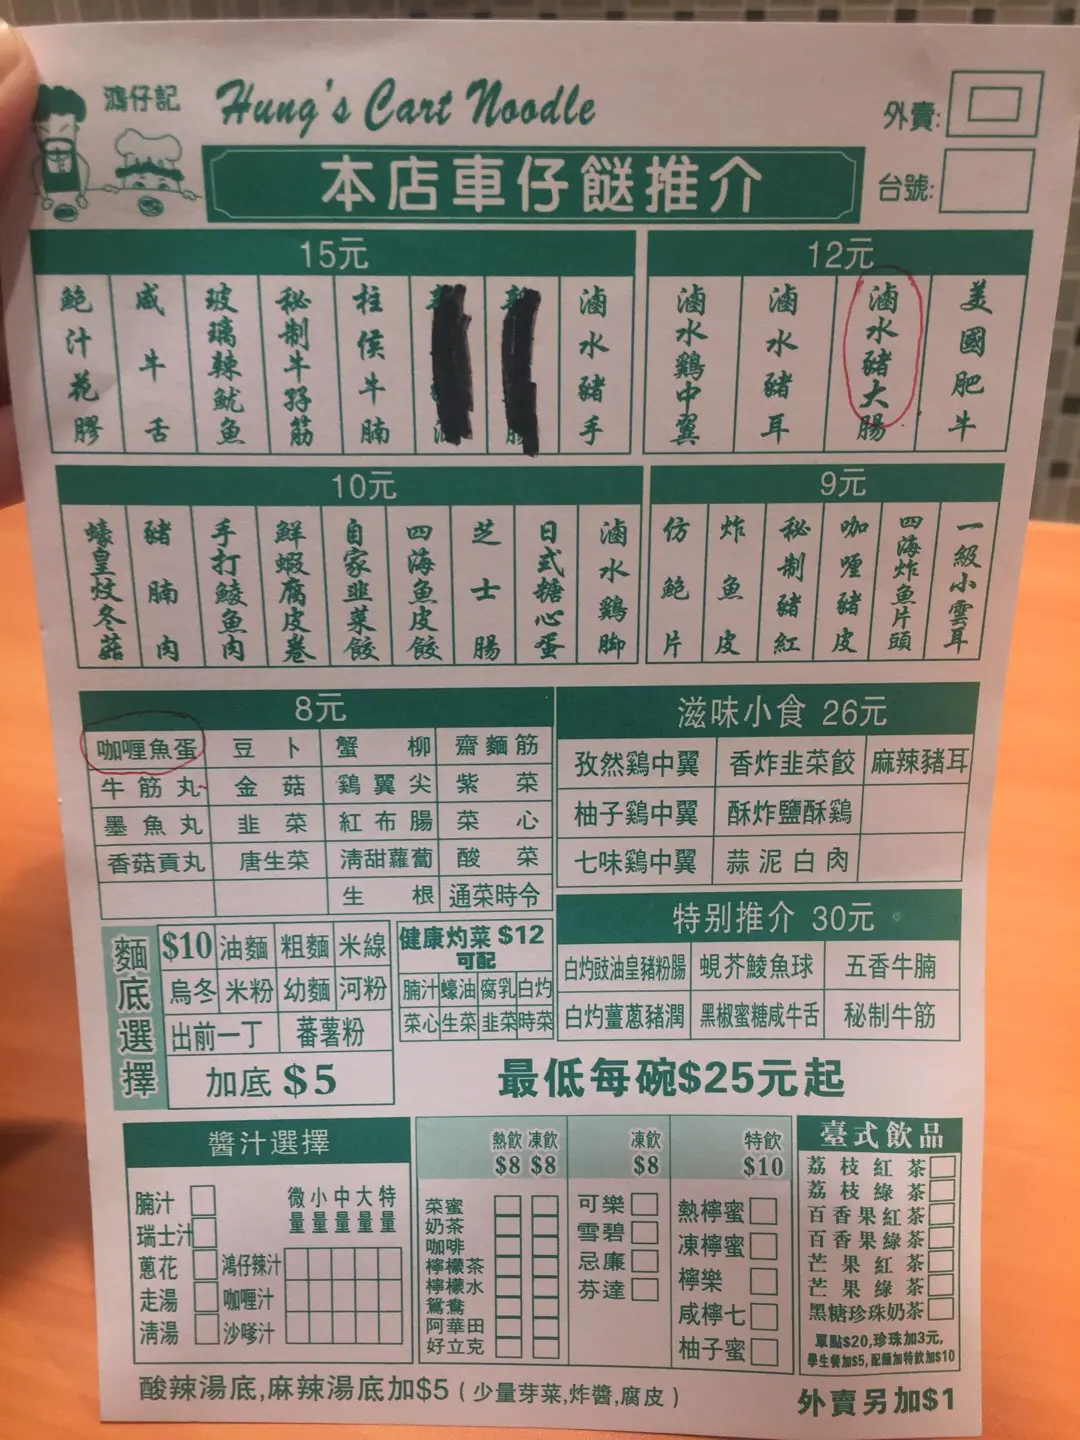 鴻仔記
Hung's Cart Noodle
外賣:
台號:
本店車仔餸推介
15元
鮑汁花膠
咸牛舌
玻璃辣魷魚
秘制牛孖筋
柱侯牛腩
滷水豬手
12元
滷水鷄中翼
滷水豬耳
滷水豬大腸
美國肥牛
10元
蠔皇炆冬菇
豬腩肉
手打鯪魚肉
鮮蝦腐皮卷
自家韭菜餃
四海魚皮餃
芝士腸
日式糖心蛋
滷水鷄脚
9元
仿鮑片
炸魚皮
秘制豬紅
咖喱豬皮
四海炸魚片頭
一級小雲耳
8元
咖喱魚蛋 豆卜 蟹柳 齋麵筋
牛筋丸 金菇 鷄翼尖 紫菜
墨魚丸 韭菜 紅布腸 菜心
香菇貢丸 唐生菜 清甜蘿蔔 酸菜
生根 通菜時令
滋味小食 26元
孜然鷄中翼 香炸韭菜餃 麻辣豬耳
柚子鷄中翼 酥炸鹽酥鷄
七味鷄中翼 蒜泥白肉
特别推介 30元
白灼豉油皇豬粉腸 蜆芥鯪魚球 五香牛腩
白灼薑蔥豬潤 黑椒蜜糖咸牛舌 秘制牛筋
麵底選擇
$10 油麵 粗麵 米線
烏冬 米粉 幼麵 河粉
出前一丁 蕃薯粉
加底 $5
健康灼菜 $12
可配
腩汁 蠔油 腐乳 白灼
菜心 生菜 韭菜 時菜
最低每碗$25元起
醬汁選擇
腩汁
瑞士汁
蔥花
走湯
清湯
微量 小量 中量 大量 特量
鴻仔辣汁
咖喱汁
沙嗲汁
熱飲 凍飲
$8 $8
菜蜜
奶茶
咖啡
檸檬茶
檸檬水
鴛鴦
阿華田
好立克
凍飲
$8
可樂
雪碧
忌廉
芬達
特飲
$10
熱檸蜜
凍檸蜜
檸樂
咸檸七
柚子蜜
臺式飲品
荔枝紅茶
荔枝綠茶
百香果紅茶
百香果綠茶
芒果紅茶
芒果綠茶
黑糖珍珠奶茶
單點$20,珍珠加3元,
學生餐加$5,配麵加特飲加$10
酸辣湯底,麻辣湯底加$5 (少量芽菜,炸醬,腐皮)
外賣另加$1